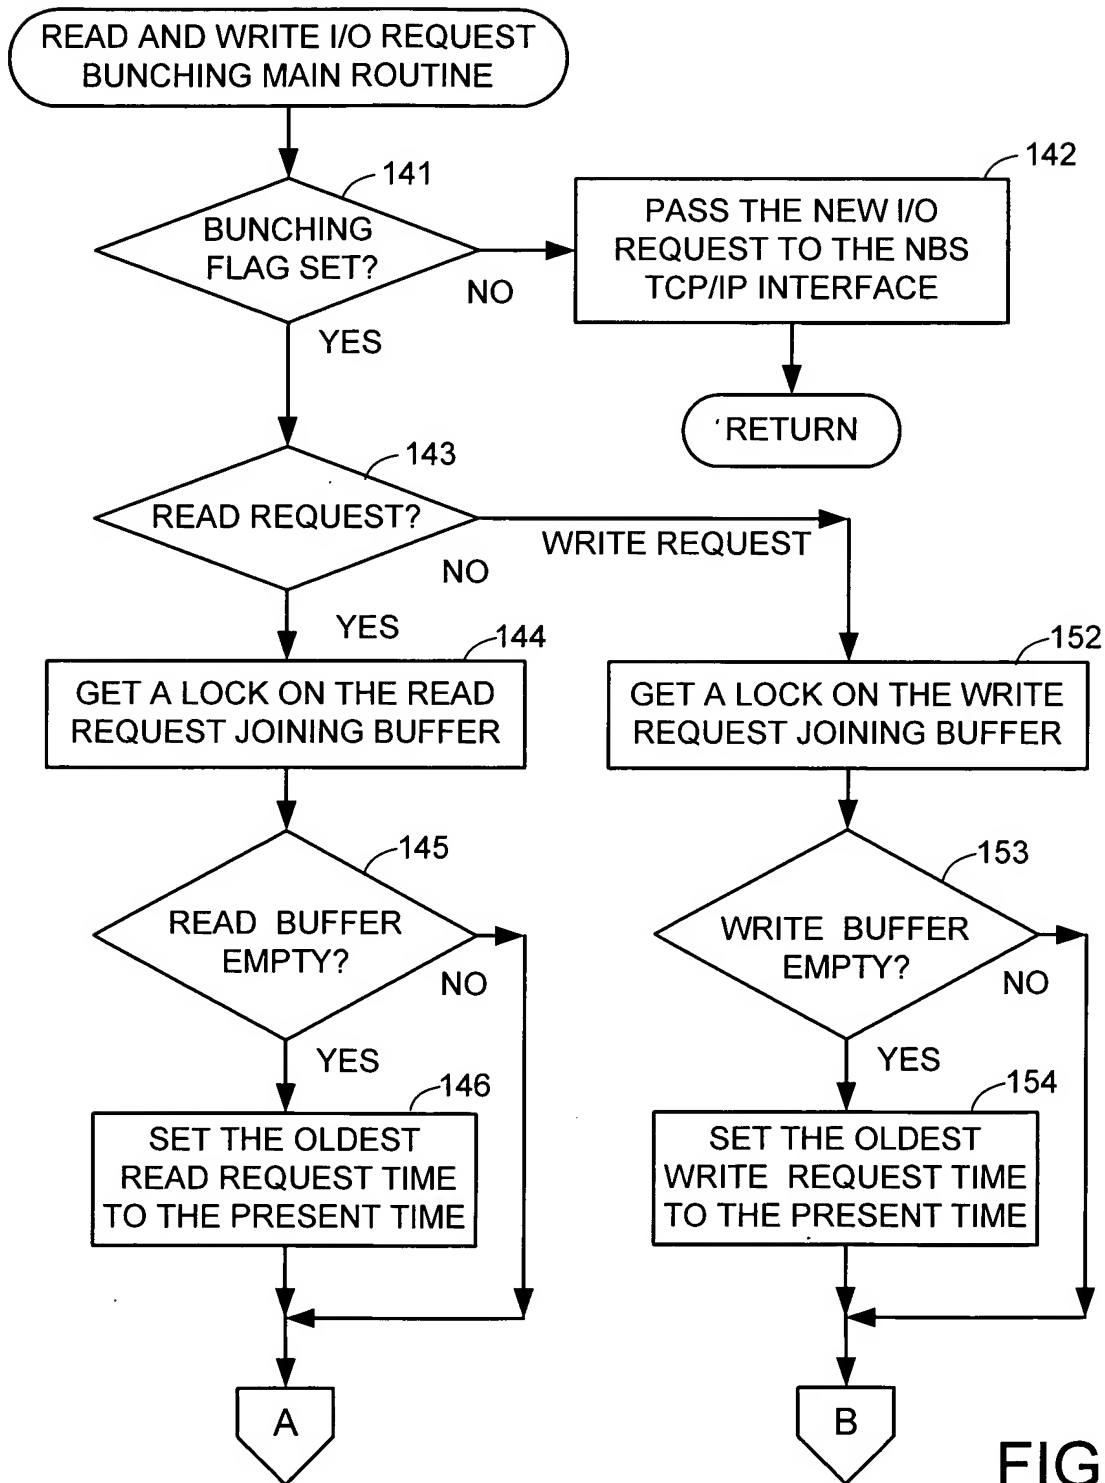 READ AND WRITE I/O REQUEST
BUNCHING MAIN ROUTINE
141
BUNCHING
FLAG SET?
NO
YES
142
PASS THE NEW I/O
REQUEST TO THE NBS
TCP/IP INTERFACE
RETURN
143
READ REQUEST?
WRITE REQUEST
NO
YES
144
GET A LOCK ON THE READ
REQUEST JOINING BUFFER
152
GET A LOCK ON THE WRITE
REQUEST JOINING BUFFER
145
READ BUFFER
EMPTY?
NO
YES
153
WRITE BUFFER
EMPTY?
NO
YES
146
SET THE OLDEST
READ REQUEST TIME
TO THE PRESENT TIME
154
SET THE OLDEST
WRITE REQUEST TIME
TO THE PRESENT TIME
A
B
FIG